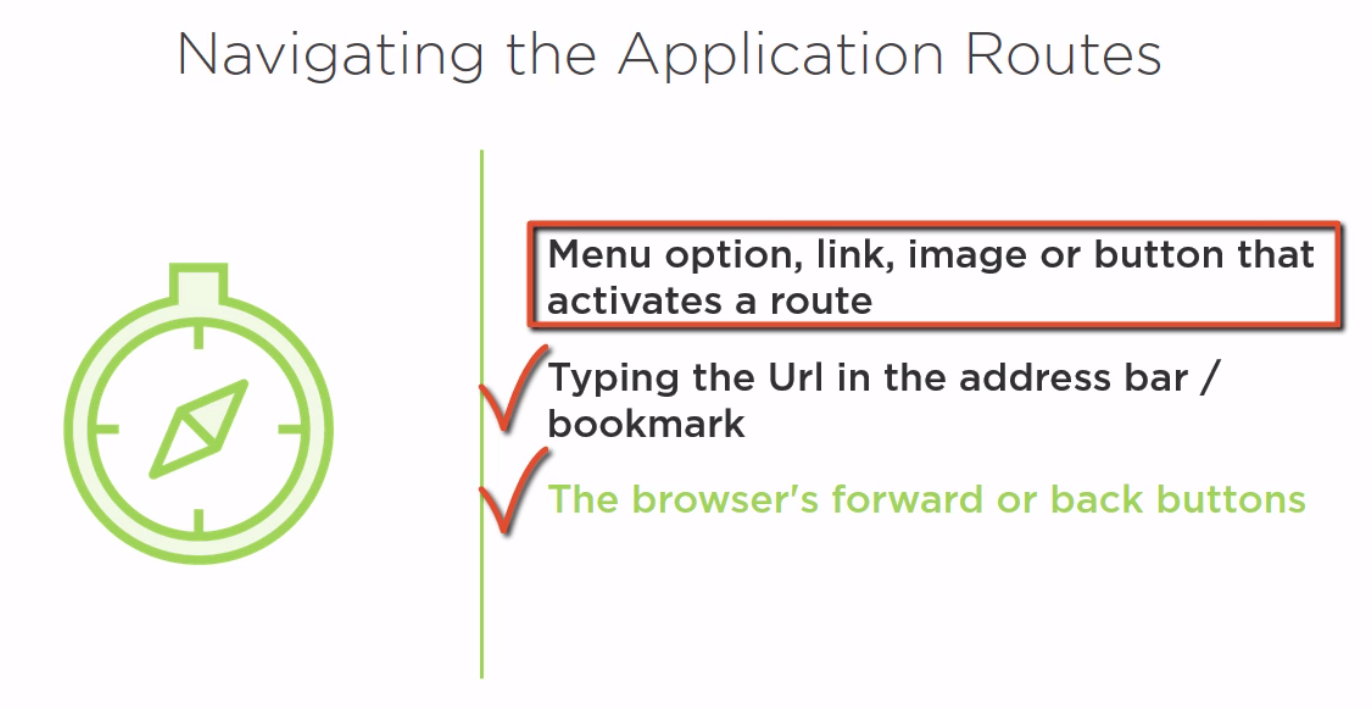 Navigating the Application Routes
Menu option, link, image or button that
activates a route
Typing the Url in the address bar /
bookmark
The browser's forward or back buttons